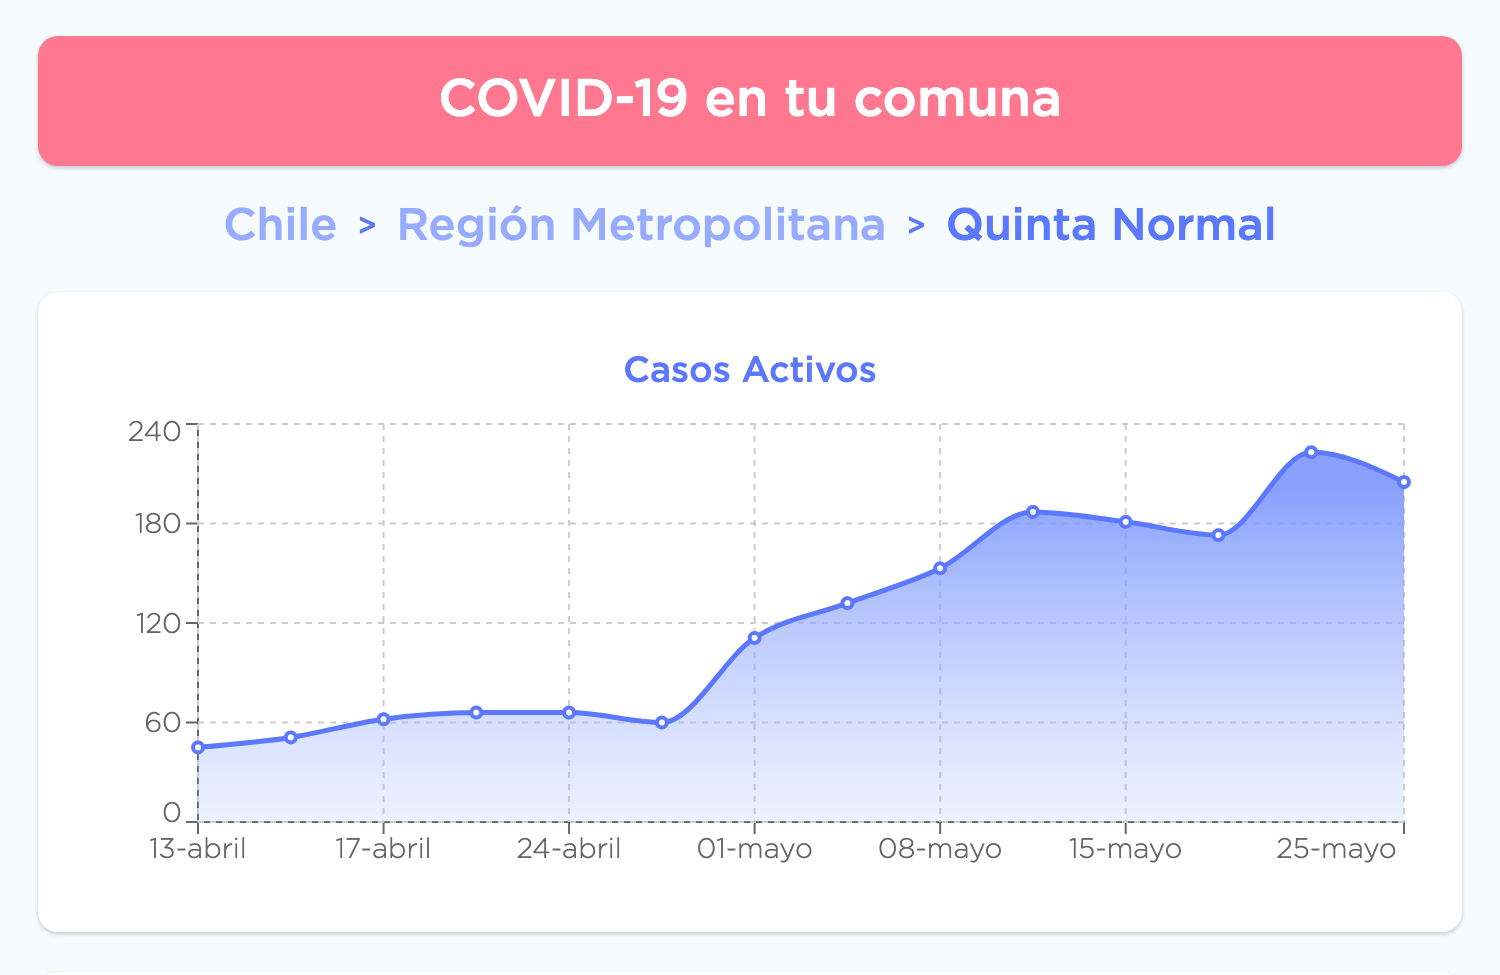 COVID-19 en tu comuna
Chile > Región Metropolitana > Quinta Normal
Casos Activos
240
180
120
60
0
13-abril 17-abril 24-abril 01-mayo 08-mayo 15-mayo 25-mayo